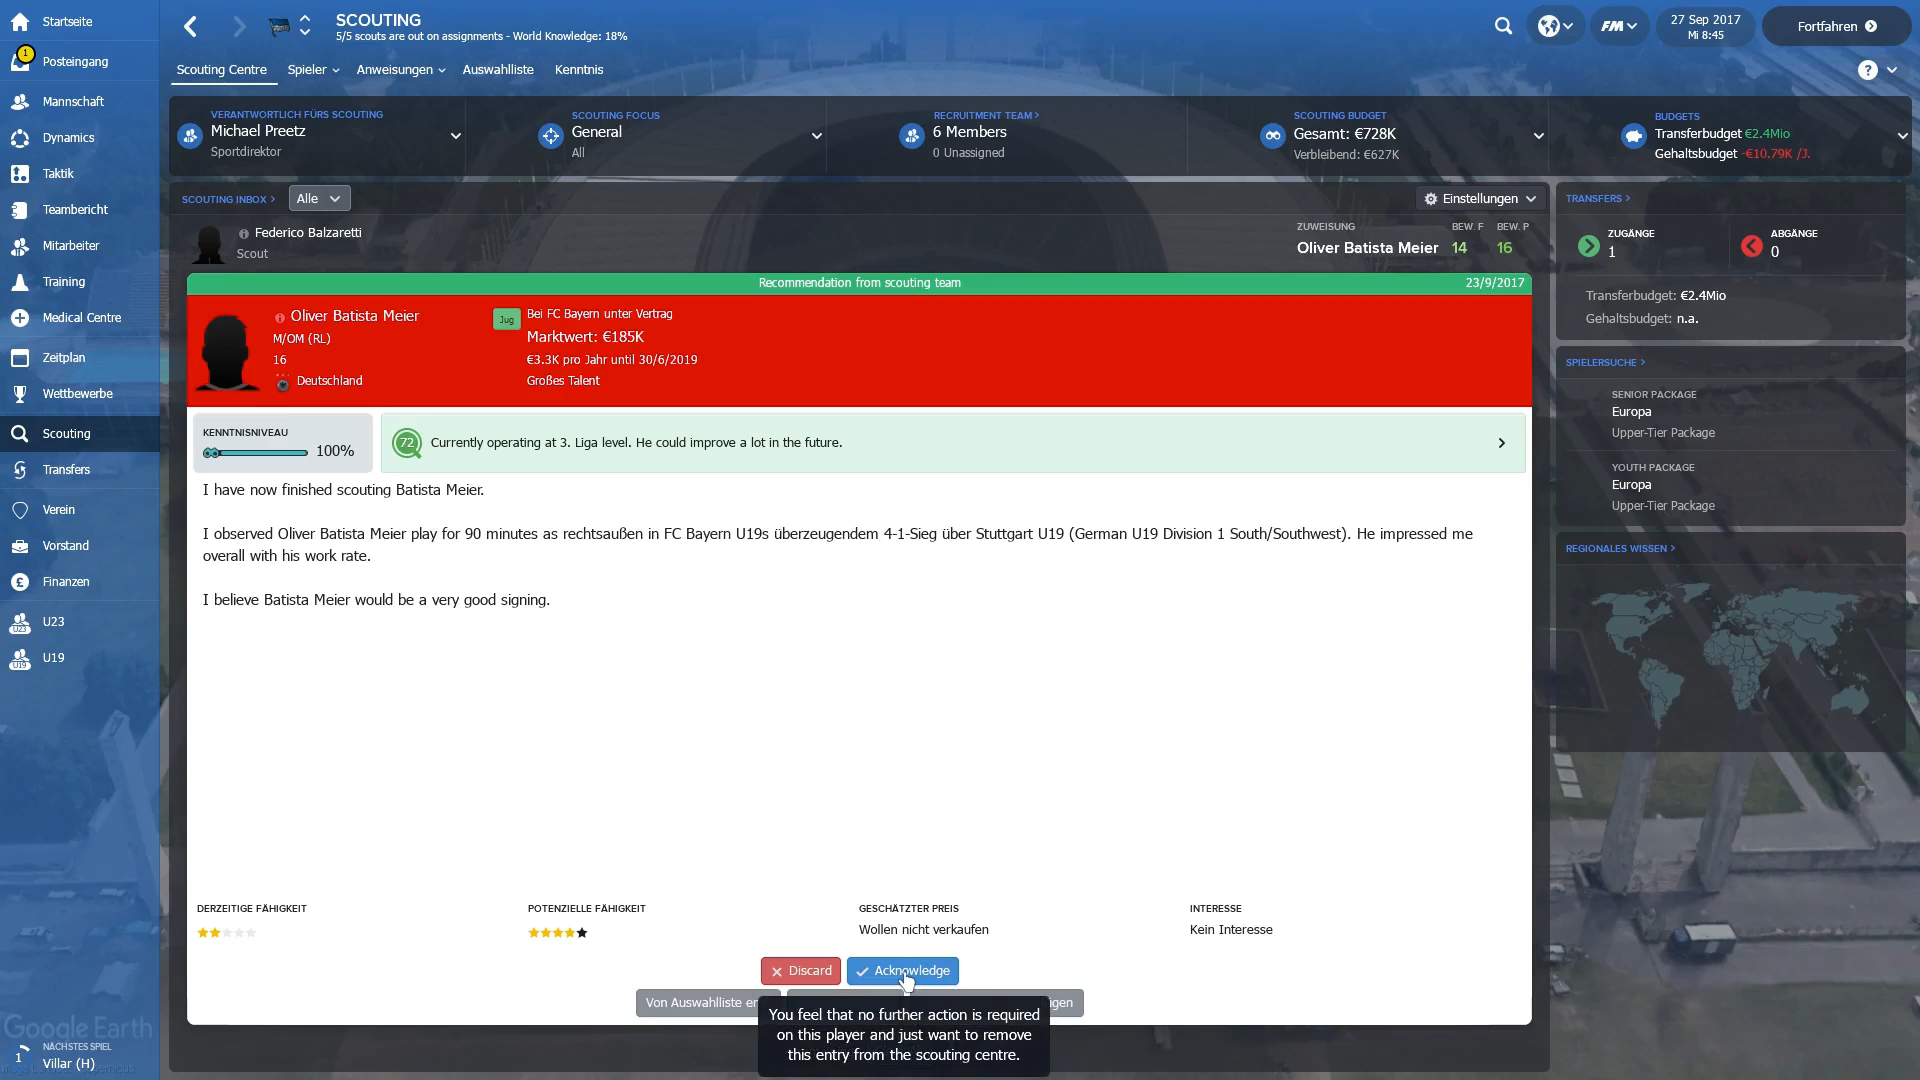 Startseite
1
Posteingang
Mannschaft
Dynamics
Taktik
Teambericht
Mitarbeiter
Training
Medical Centre
Zeitplan
Wettbewerbe
Scouting
Transfers
Verein
Vorstand
Finanzen
U23
U23
U19
U19
Google Earth
1
NÄCHSTES SPIEL
Villar (H)
SCOUTING
5/5 scouts are out on assignments - World Knowledge: 18%
FM
27 Sep 2017
Mi 8:45
Fortfahren
Scouting Centre
Spieler
Anweisungen
Auswahlliste
Kenntnis
?
VERANTWORTLICH FÜRS SCOUTING
Michael Preetz
Sportdirektor
SCOUTING FOCUS
General
All
RECRUITMENT TEAM >
6 Members
0 Unassigned
SCOUTING BUDGET
Gesamt: €728K
Verbleibend: €627K
BUDGETS
Transferbudget €2.4Mio
Gehaltsbudget -€10.79K /J.
SCOUTING INBOX >
Alle
Einstellungen
Federico Balzaretti
Scout
ZUWEISUNG
Oliver Batista Meier
BEW. F
14
BEW. P
16
Recommendation from scouting team
23/9/2017
Oliver Batista Meier
M/OM (RL)
16
Deutschland
Jug
Bei FC Bayern unter Vertrag
Marktwert: €185K
€3.3K pro Jahr until 30/6/2019
Großes Talent
KENNTNISNIVEAU
100%
72
Currently operating at 3. Liga level. He could improve a lot in the future.
I have now finished scouting Batista Meier.
I observed Oliver Batista Meier play for 90 minutes as rechtsaußen in FC Bayern U19s überzeugendem 4-1-Sieg über Stuttgart U19 (German U19 Division 1 South/Southwest). He impressed me
overall with his work rate.
I believe Batista Meier would be a very good signing.
DERZEITIGE FÄHIGKEIT
POTENZIELLE FÄHIGKEIT
GESCHÄTZTER PREIS
Wollen nicht verkaufen
INTERESSE
Kein Interesse
Discard
Acknowledge
Von Auswahlliste
You feel that no further action is required
on this player and just want to remove
this entry from the scouting centre.
TRANSFERS >
ZUGÄNGE
1
ABGÄNGE
0
Transferbudget: €2.4Mio
Gehaltsbudget: n.a.
SPIELERSUCHE >
SENIOR PACKAGE
Europa
Upper-Tier Package
YOUTH PACKAGE
Europa
Upper-Tier Package
REGIONALES WISSEN >